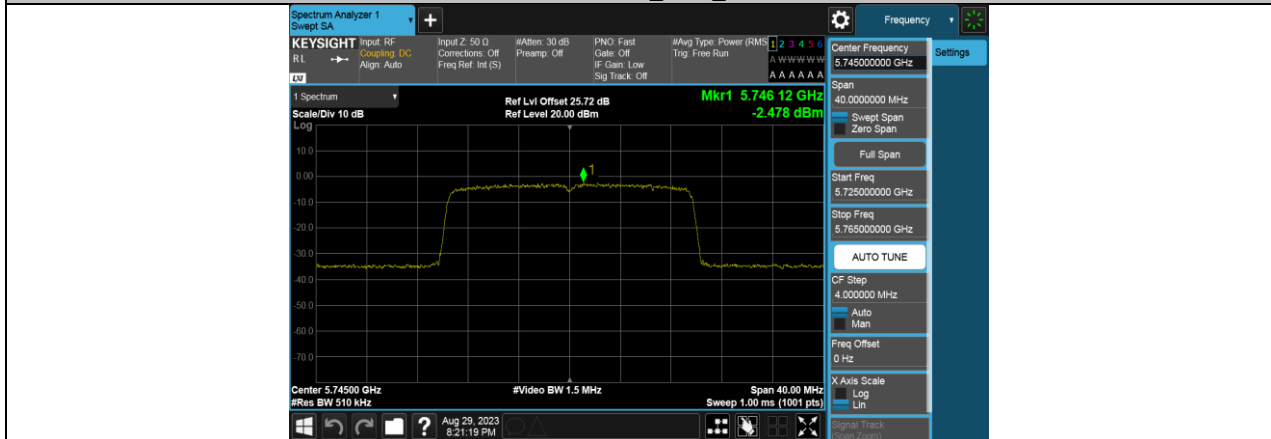 Spectrum Analyzer 1
Swept SA
+
Frequency
KEYSIGHT
RL
LXI
Input: RF
Coupling: DC
Align: Auto
Input Z: 50 Ω
Corrections: Off
Freq Ref: Int (S)
#Atten: 30 dB
Preamp: Off
PNO: Fast
Gate: Off
IF Gain: Low
Sig Track: Off
#Avg Type: Power (RMS
Trig: Free Run
1 2 3 4 5 6
A W W W W W
A A A A A A
1 Spectrum
Scale/Div 10 dB
Ref Lvl Offset 25.72 dB
Ref Level 20.00 dBm
Mkr1 5.746 12 GHz
-2.478 dBm
Log
10.0
0.00
-10.0
-20.0
-30.0
-40.0
-50.0
-60.0
-70.0
1
Center 5.74500 GHz
#Res BW 510 kHz
#Video BW 1.5 MHz
Span 40.00 MHz
Sweep 1.00 ms (1001 pts)
Center Frequency
5.745000000 GHz
Settings
Span
40.0000000 MHz
Swept Span
Zero Span
Full Span
Start Freq
5.725000000 GHz
Stop Freq
5.765000000 GHz
AUTO TUNE
CF Step
4.000000 MHz
Auto
Man
Freq Offset
0 Hz
X Axis Scale
Log
Lin
Signal Track
(Span Zoom)
?
Aug 29, 2023
8:21:19 PM